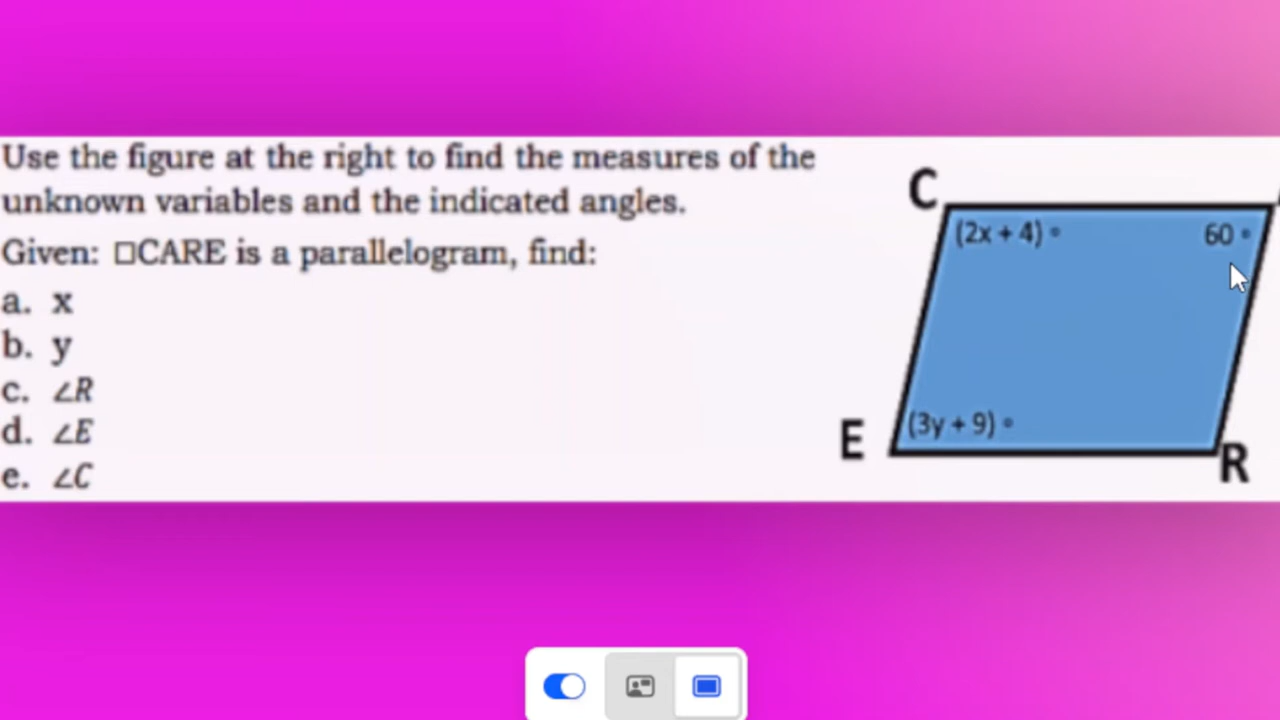 Use the figure at the right to find the measures of the
unknown variables and the indicated angles.
Given: □CARE is a parallelogram, find:
a. x
b. y
c. ∠R
d. ∠E
e. ∠C
C
(2x + 4)°
60°
E
(3y + 9)°
R